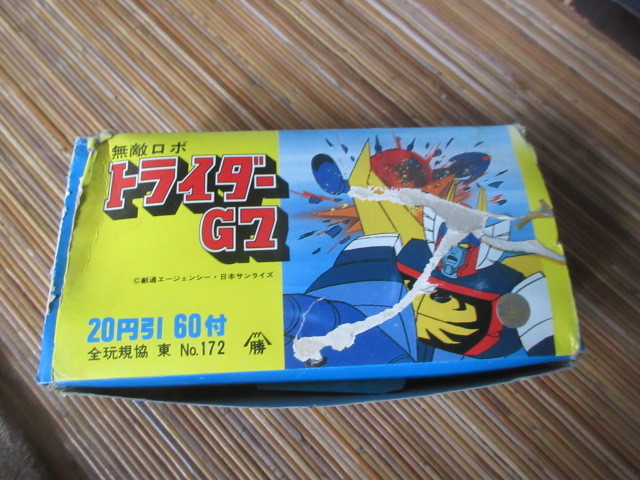 無敵ロボ
トライダー
G7
©創通エージェンシー・日本サンライズ
20円引 60付
全玩規協 東 No.172
勝